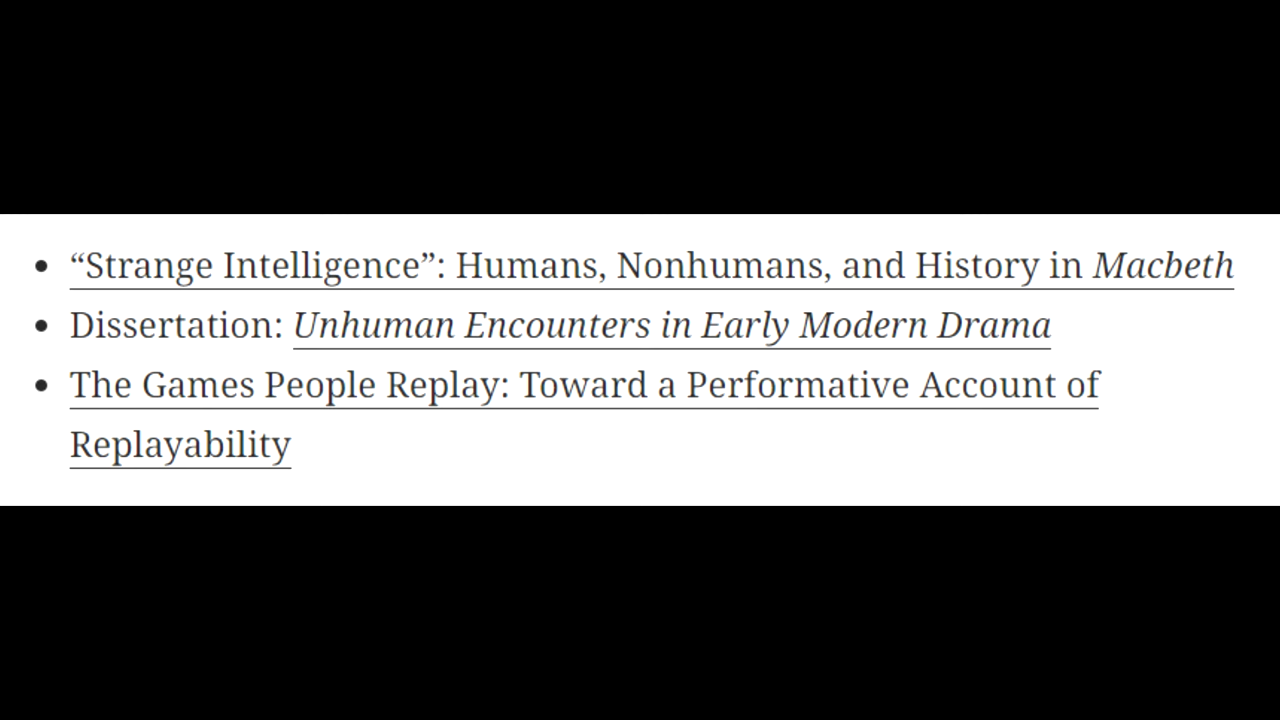 • “Strange Intelligence”: Humans, Nonhumans, and History in Macbeth
• Dissertation: Unhuman Encounters in Early Modern Drama
• The Games People Replay: Toward a Performative Account of
Replayability